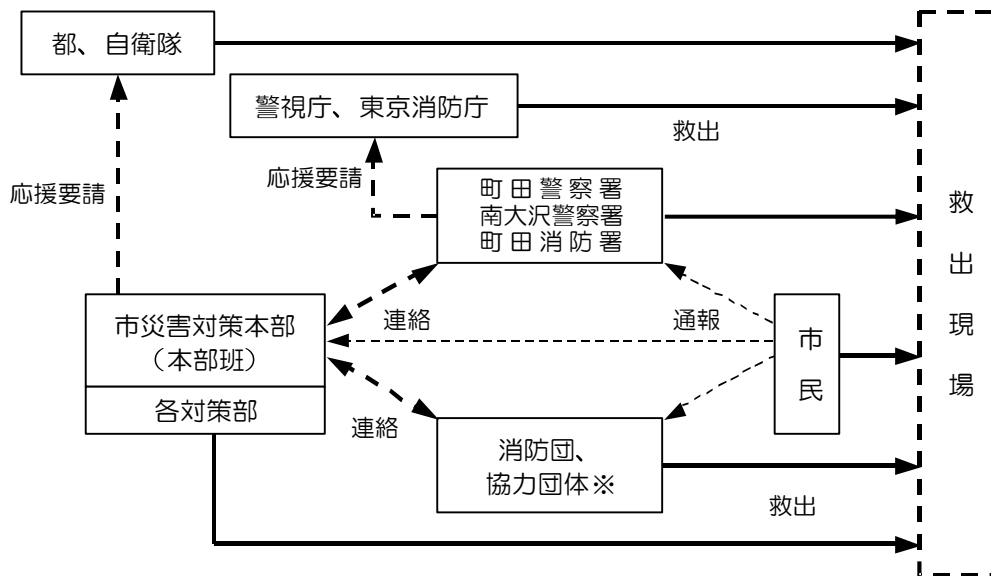 都、自衛隊
警視庁、東京消防庁
救出
応援要請
応援要請
町田警察署
南大沢警察署
町田消防署
救出現場
市災害対策本部
（本部班）
各対策部
連絡
通報
市民
連絡
消防団、
協力団体※
救出